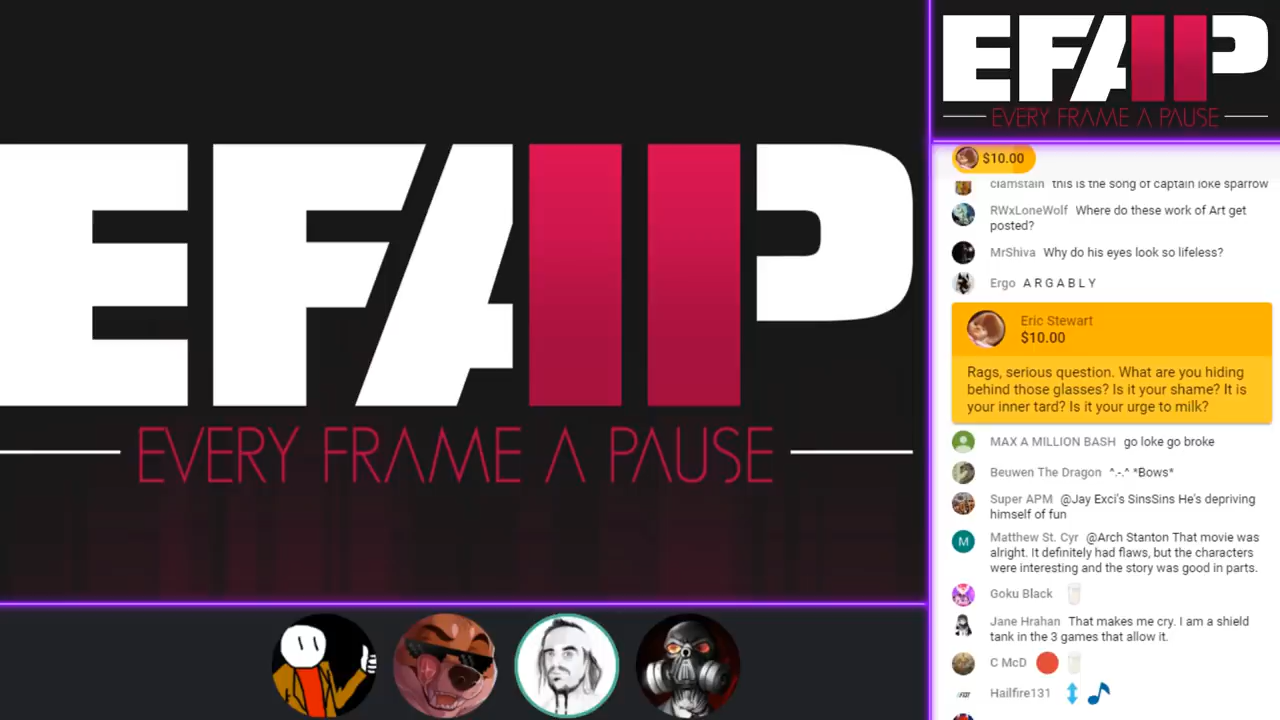 EFAP
EVERY FRAME A PAUSE
EFAP
EVERY FRAME A PAUSE
$10.00
clamstain this is the song of captain loke sparrow
RWxLoneWolf Where do these work of Art get
posted?
MrShiva Why do his eyes look so lifeless?
Ergo A R G A B L Y
Eric Stewart
$10.00
Rags, serious question. What are you hiding
behind those glasses? Is it your shame? It is
your inner tard? Is it your urge to milk?
MAX A MILLION BASH go loke go broke
Beuwen The Dragon ^.-.^ *Bows*
Super APM @Jay Exci's SinsSins He's depriving
himself of fun
M
Matthew St. Cyr @Arch Stanton That movie was
alright. It definitely had flaws, but the characters
were interesting and the story was good in parts.
Goku Black
Jane Hrahan That makes me cry. I am a shield
tank in the 3 games that allow it.
C McD
Hailfire131